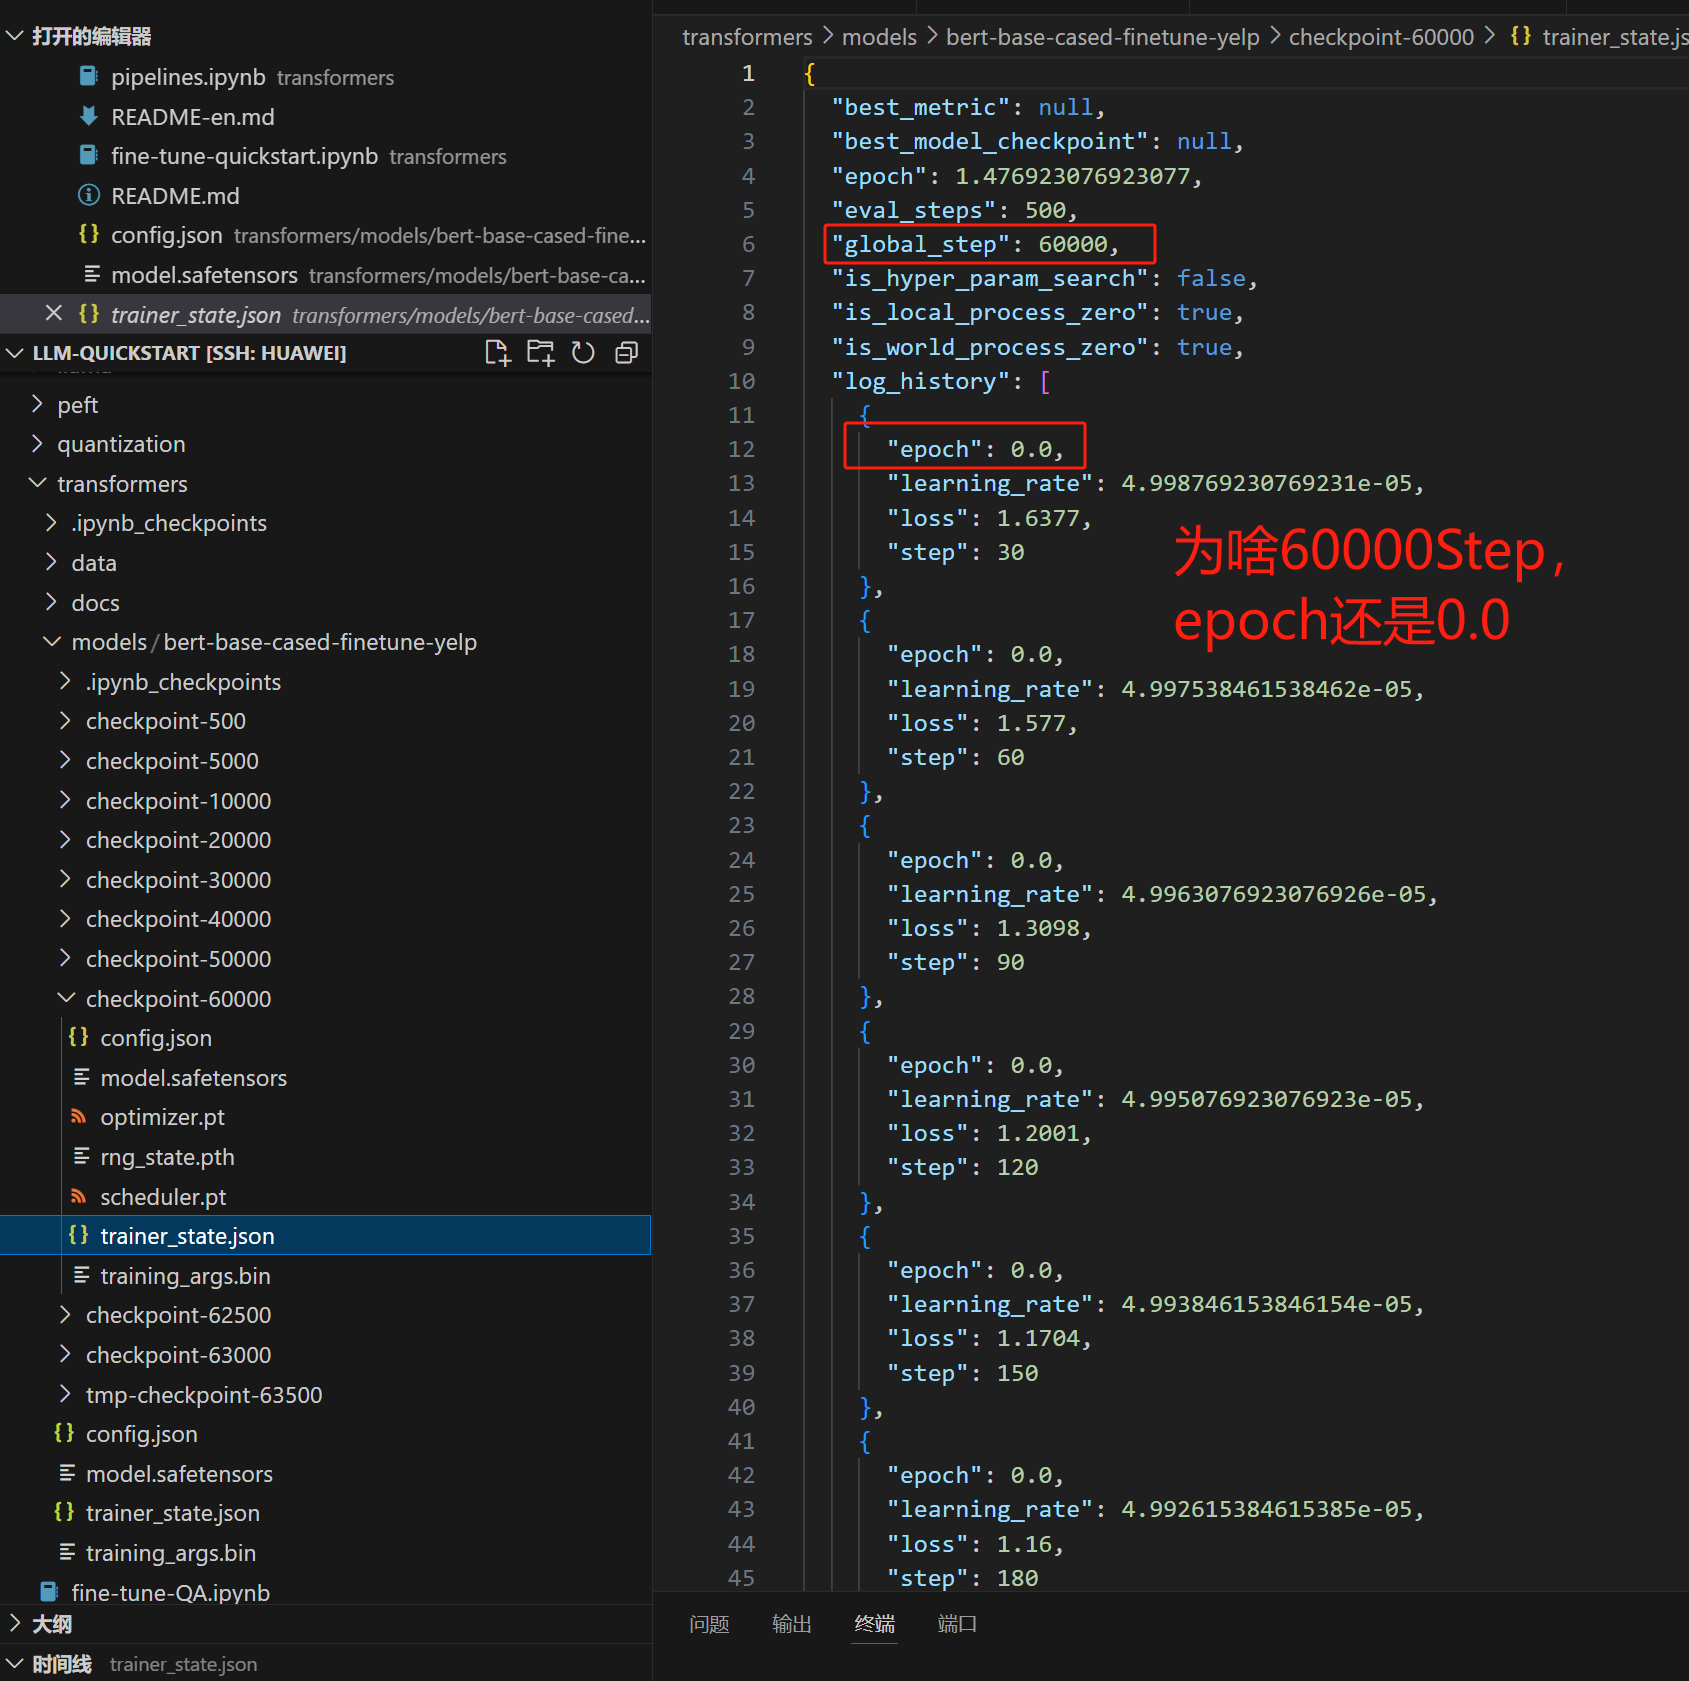 打开的编辑器
pipelines.ipynb transformers
README-en.md
fine-tune-quickstart.ipynb transformers
README.md
config.json transformers/models/bert-base-cased-fine...
model.safetensors transformers/models/bert-base-ca...
trainer_state.json transformers/models/bert-base-cased...
LLM-QUICKSTART [SSH: HUAWEI]
peft
quantization
transformers
.ipynb_checkpoints
data
docs
models/bert-base-cased-finetune-yelp
.ipynb_checkpoints
checkpoint-500
checkpoint-5000
checkpoint-10000
checkpoint-20000
checkpoint-30000
checkpoint-40000
checkpoint-50000
checkpoint-60000
config.json
model.safetensors
optimizer.pt
rng_state.pth
scheduler.pt
trainer_state.json
training_args.bin
checkpoint-62500
checkpoint-63000
tmp-checkpoint-63500
config.json
model.safetensors
trainer_state.json
training_args.bin
fine-tune-QA.ipynb
大纲
时间线 trainer_state.json
transformers > models > bert-base-cased-finetune-yelp > checkpoint-60000 > {} trainer_state.js
1 {
2 "best_metric": null,
3 "best_model_checkpoint": null,
4 "epoch": 1.476923076923077,
5 "eval_steps": 500,
6 "global_step": 60000,
7 "is_hyper_param_search": false,
8 "is_local_process_zero": true,
9 "is_world_process_zero": true,
10 "log_history": [
11 {
12 "epoch": 0.0,
13 "learning_rate": 4.998769230769231e-05,
14 "loss": 1.6377,
15 "step": 30
16 },
17 {
18 "epoch": 0.0,
19 "learning_rate": 4.997538461538462e-05,
20 "loss": 1.577,
21 "step": 60
22 },
23 {
24 "epoch": 0.0,
25 "learning_rate": 4.9963076923076926e-05,
26 "loss": 1.3098,
27 "step": 90
28 },
29 {
30 "epoch": 0.0,
31 "learning_rate": 4.995076923076923e-05,
32 "loss": 1.2001,
33 "step": 120
34 },
35 {
36 "epoch": 0.0,
37 "learning_rate": 4.993846153846154e-05,
38 "loss": 1.1704,
39 "step": 150
40 },
41 {
42 "epoch": 0.0,
43 "learning_rate": 4.992615384615385e-05,
44 "loss": 1.16,
45 "step": 180
为啥60000Step，
epoch还是0.0
问题 输出 终端 端口